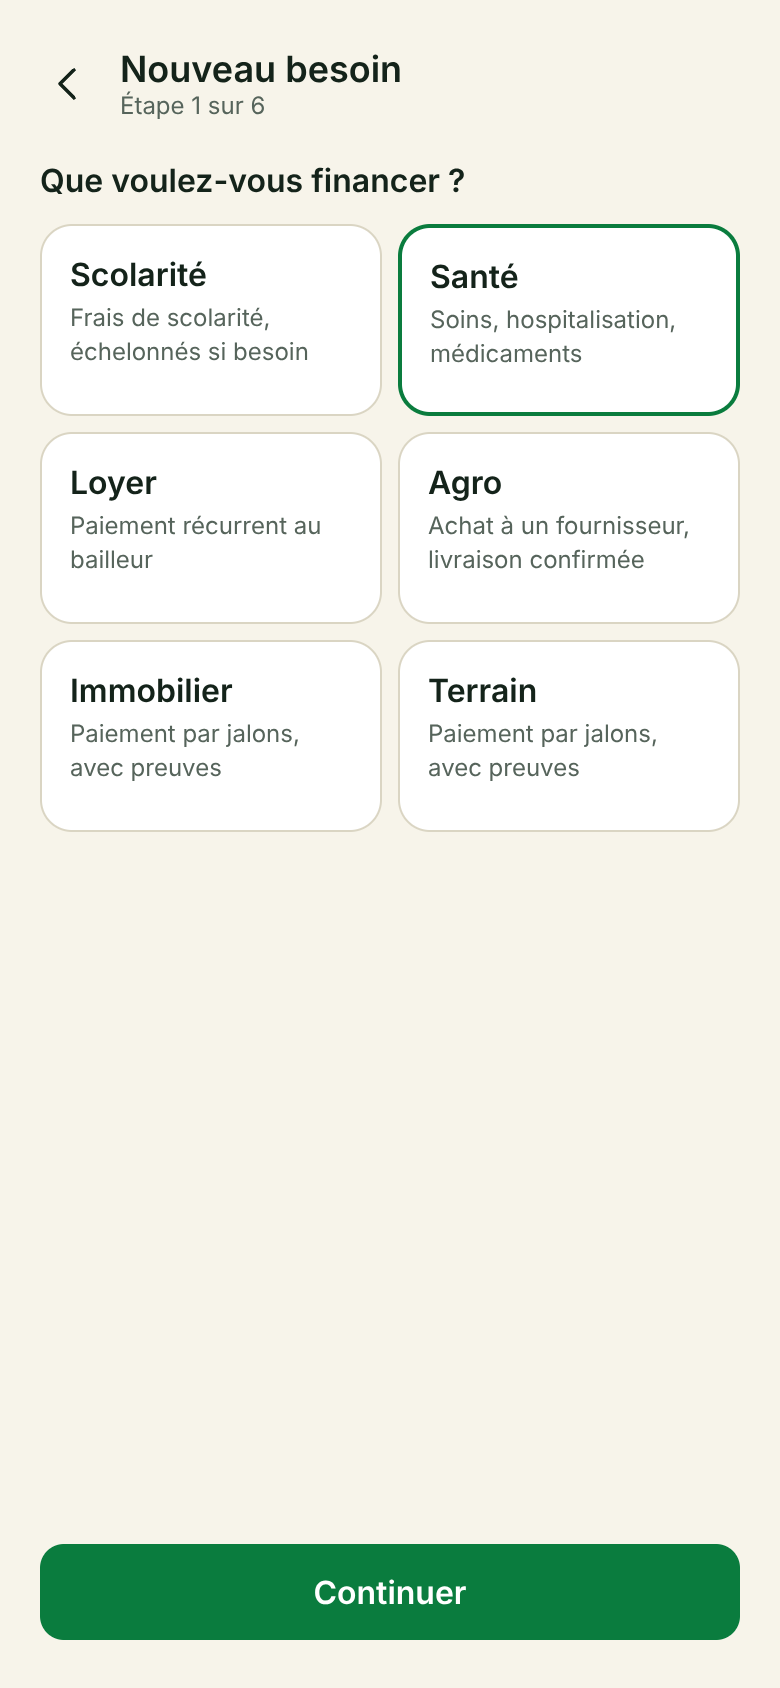 Nouveau besoin
Étape 1 sur 6
Que voulez-vous financer ?
Scolarité
Frais de scolarité,
échelonnés si besoin
Santé
Soins, hospitalisation,
médicaments
Loyer
Paiement récurrent au
bailleur
Agro
Achat à un fournisseur,
livraison confirmée
Immobilier
Paiement par jalons,
avec preuves
Terrain
Paiement par jalons,
avec preuves
Continuer